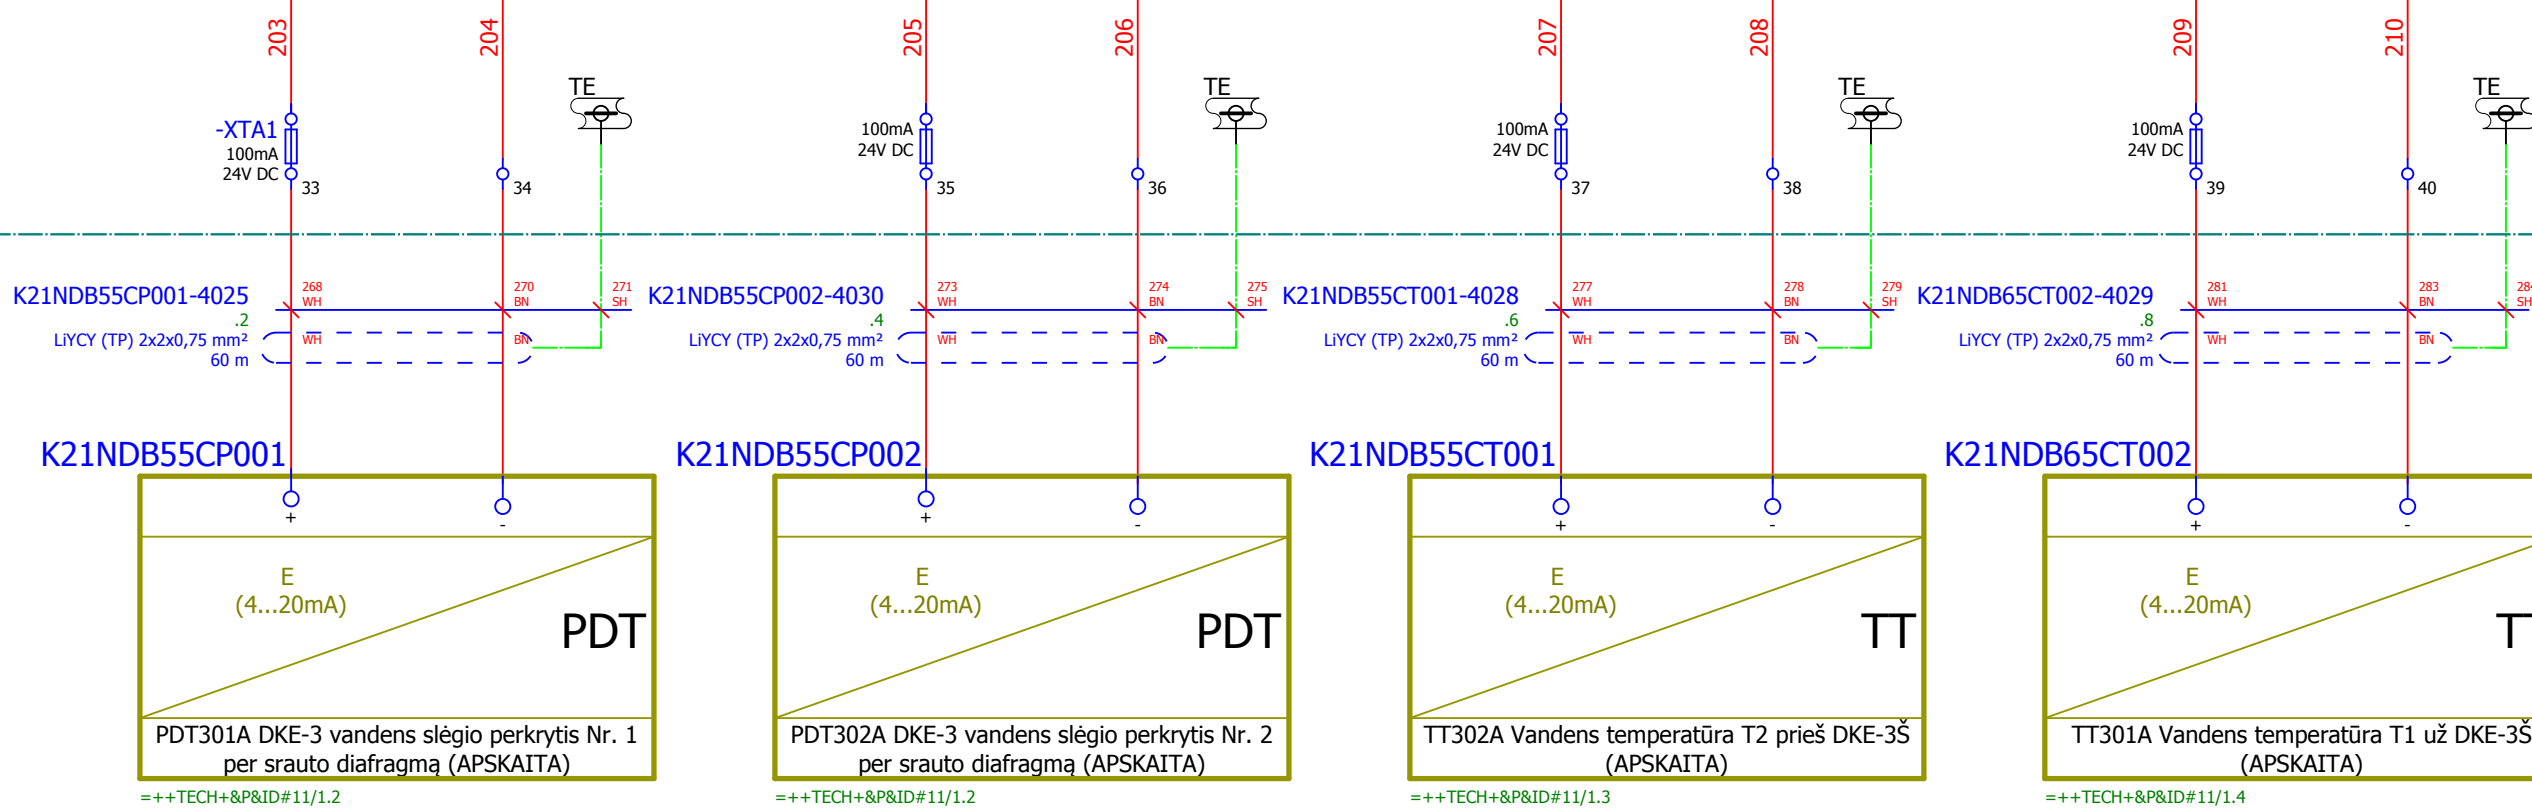 203
204
205
206
207
208
209
210
TE
TE
TE
TE
-XTA1
100mA
24V DC
33
34
100mA
24V DC
35
36
100mA
24V DC
37
38
100mA
24V DC
39
40
K21NDB55CP001-4025
.2
LiYCY (TP) 2x2x0,75 mm²
60 m
268
WH
270
BN
271
SH
WH
BN
K21NDB55CP002-4030
.4
LiYCY (TP) 2x2x0,75 mm²
60 m
273
WH
274
BN
275
SH
WH
BN
K21NDB55CT001-4028
.6
LiYCY (TP) 2x2x0,75 mm²
60 m
277
WH
278
BN
279
SH
WH
BN
K21NDB65CT002-4029
.8
LiYCY (TP) 2x2x0,75 mm²
60 m
281
WH
283
BN
SH
WH
BN
K21NDB55CP001
+
-
E
(4...20mA)
PDT
PDT301A DKE-3 vandens slėgio perkrytis Nr. 1
per srauto diafragmą (APSKAITA)
=++TECH+&P&ID#11/1.2
K21NDB55CP002
+
-
E
(4...20mA)
PDT
PDT302A DKE-3 vandens slėgio perkrytis Nr. 2
per srauto diafragmą (APSKAITA)
=++TECH+&P&ID#11/1.2
K21NDB55CT001
+
-
E
(4...20mA)
TT
TT302A Vandens temperatūra T2 prieš DKE-3Š
(APSKAITA)
=++TECH+&P&ID#11/1.3
K21NDB65CT002
+
-
E
(4...20mA)
TT301A Vandens temperatūra T1 už DKE-3Š
(APSKAITA)
=++TECH+&P&ID#11/1.4